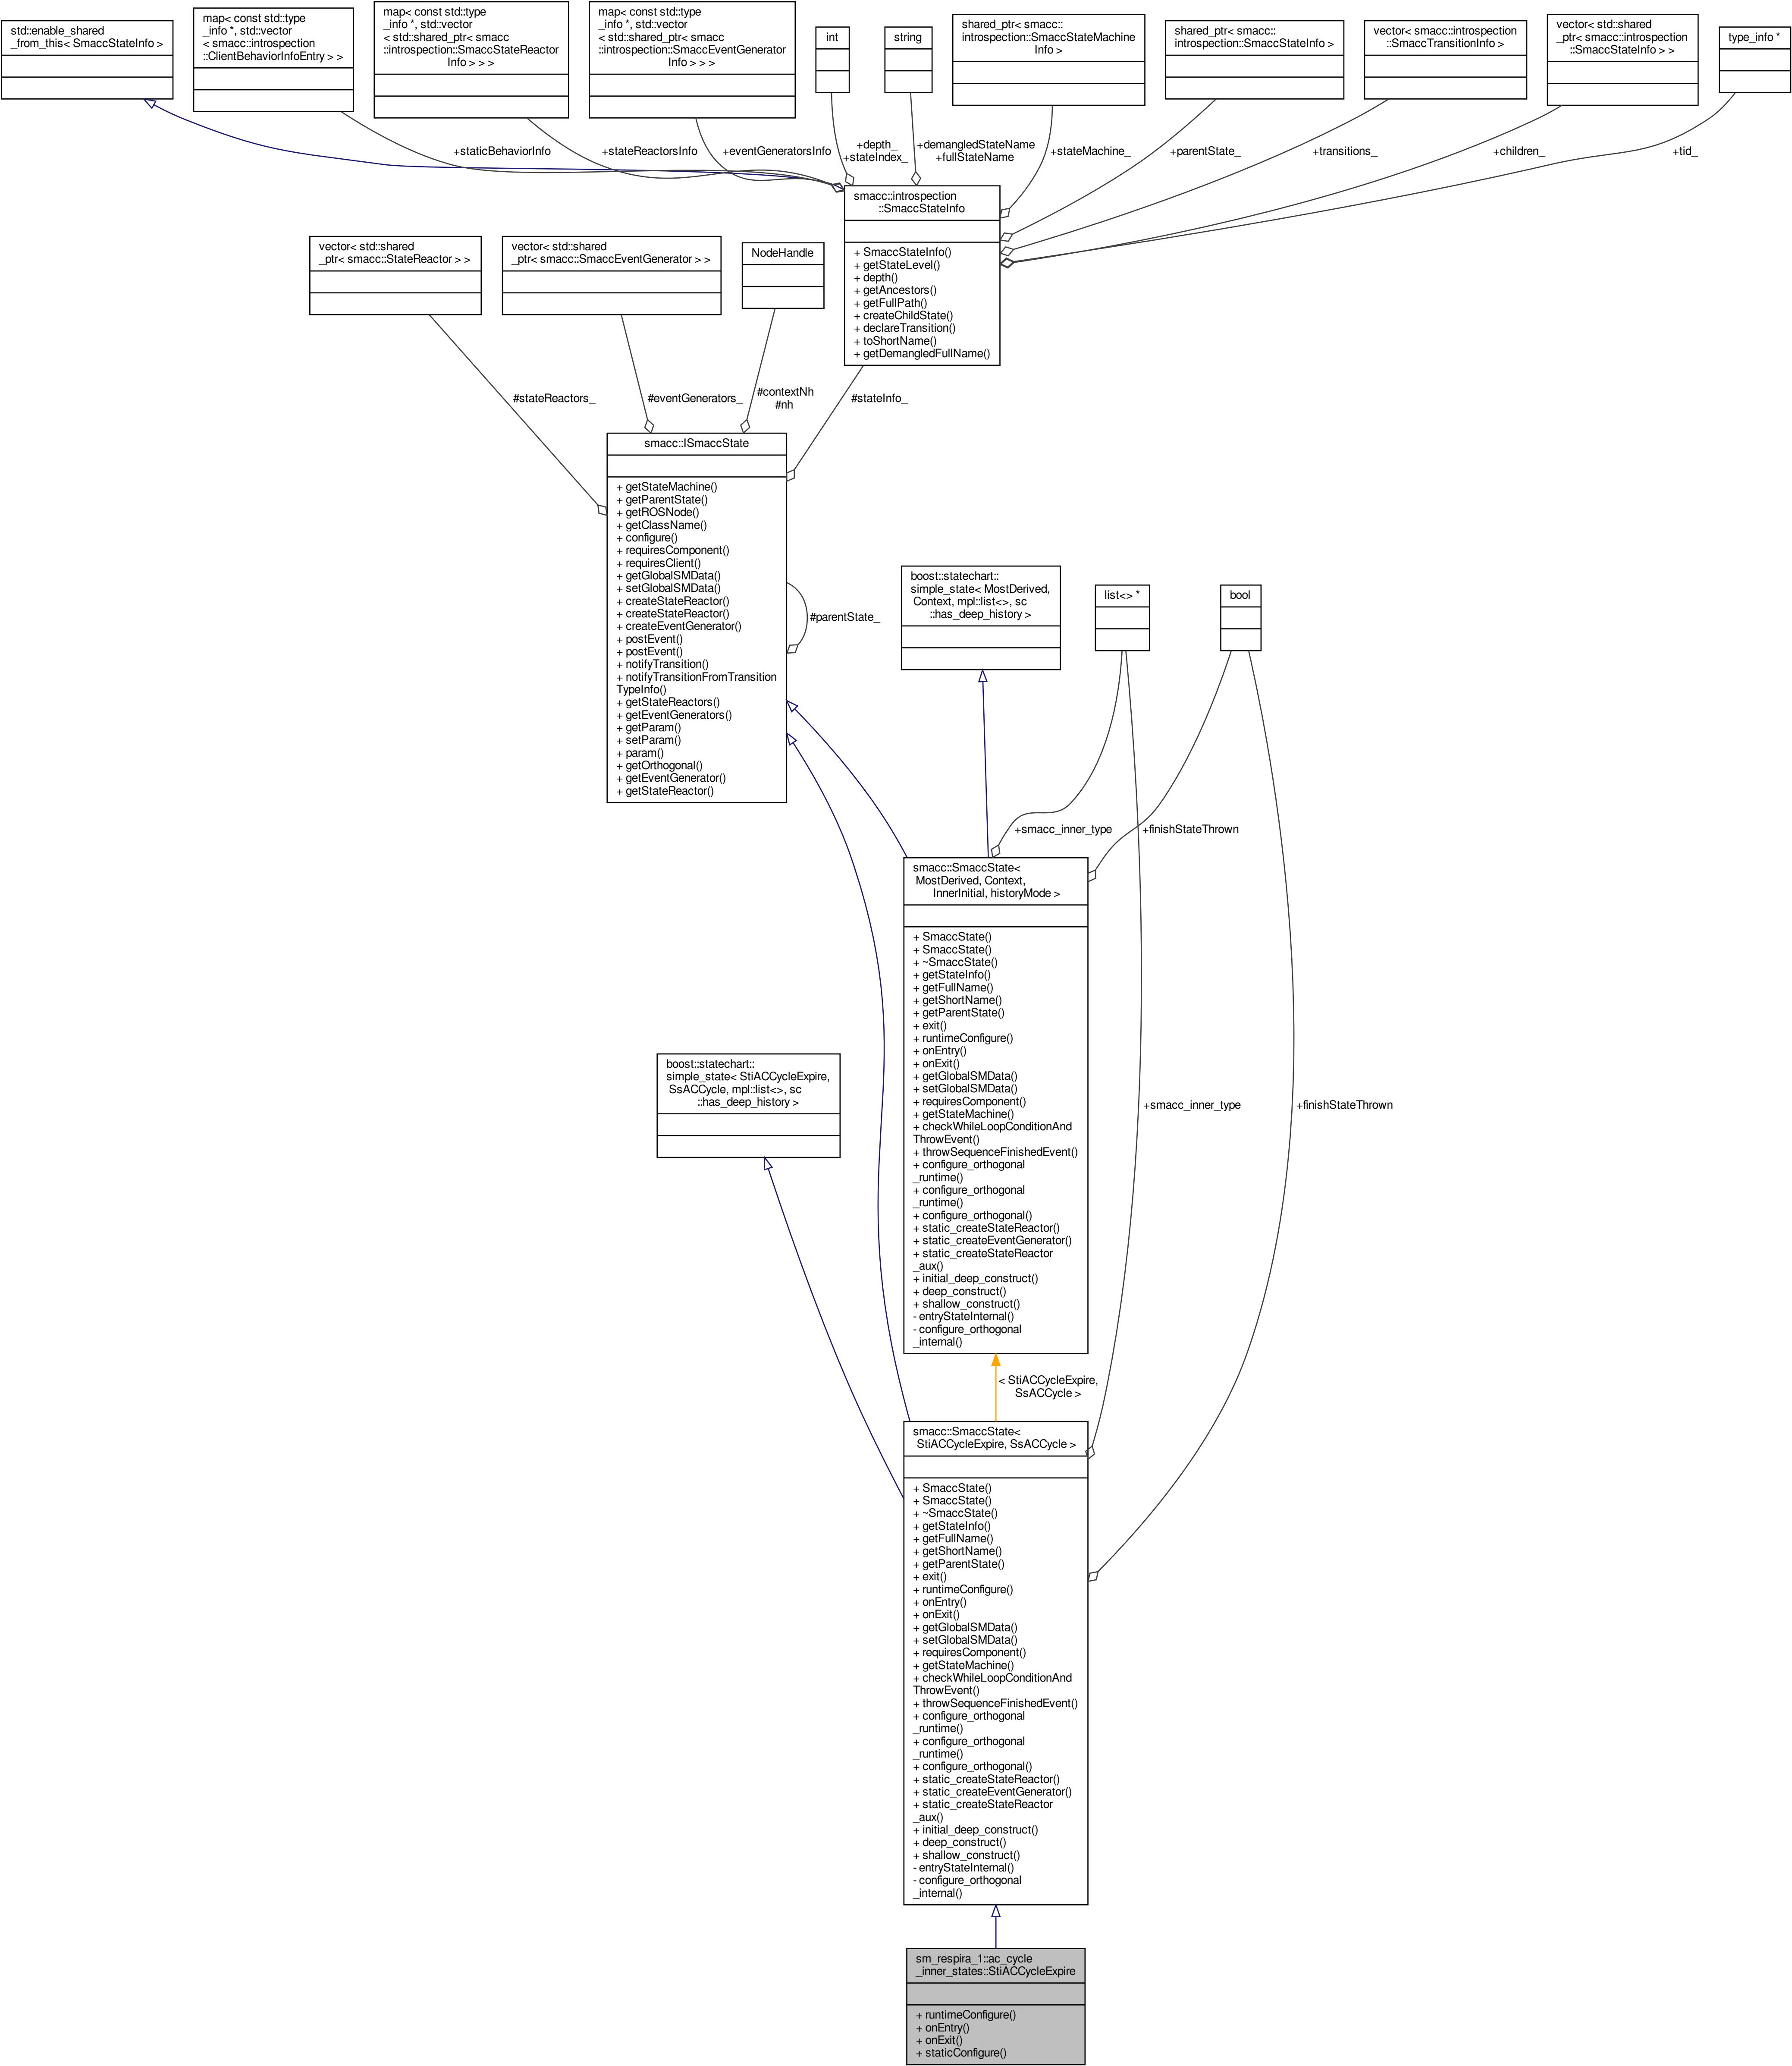 std::enable_shared
_from_this< SmaccStateInfo >
map< const std::type
_info *, std::vector
< smacc::introspection
::ClientBehaviorInfoEntry > >
map< const std::type
_info *, std::vector
< std::shared_ptr< smacc
::introspection::SmaccStateReactor
Info > > >
map< const std::type
_info *, std::vector
< std::shared_ptr< smacc
::introspection::SmaccEventGenerator
Info > > >
int
string
shared_ptr< smacc::
introspection::SmaccStateMachine
Info >
shared_ptr< smacc::
introspection::SmaccStateInfo >
vector< smacc::introspection
::SmaccTransitionInfo >
vector< std::shared
_ptr< smacc::introspection
::SmaccStateInfo > >
type_info *
+staticBehaviorInfo
+stateReactorsInfo
+eventGeneratorsInfo
+depth_
+stateIndex_
+demangledStateName
+fullStateName
+stateMachine_
+parentState_
+transitions_
+children_
+tid_
smacc::introspection
::SmaccStateInfo
+ SmaccStateInfo()
+ getStateLevel()
+ depth()
+ getAncestors()
+ getFullPath()
+ createChildState()
+ declareTransition()
+ toShortName()
+ getDemangledFullName()
vector< std::shared
_ptr< smacc::StateReactor > >
vector< std::shared
_ptr< smacc::SmaccEventGenerator > >
NodeHandle
#stateReactors_
#eventGenerators_
#contextNh
#nh
#stateInfo_
smacc::ISmaccState
+ getStateMachine()
+ getParentState()
+ getROSNode()
+ getClassName()
+ configure()
+ requiresComponent()
+ requiresClient()
+ getGlobalSMData()
+ setGlobalSMData()
+ createStateReactor()
+ createStateReactor()
+ createEventGenerator()
+ postEvent()
+ postEvent()
+ notifyTransition()
+ notifyTransitionFromTransition
TypeInfo()
+ getStateReactors()
+ getEventGenerators()
+ getParam()
+ setParam()
+ param()
+ getOrthogonal()
+ getEventGenerator()
+ getStateReactor()
#parentState_
boost::statechart::
simple_state< MostDerived,
Context, mpl::list<>, sc
::has_deep_history >
list<> *
bool
+smacc_inner_type
+finishStateThrown
smacc::SmaccState<
MostDerived, Context,
InnerInitial, historyMode >
+ SmaccState()
+ SmaccState()
+ ~SmaccState()
+ getStateInfo()
+ getFullName()
+ getShortName()
+ getParentState()
+ exit()
+ runtimeConfigure()
+ onEntry()
+ onExit()
+ getGlobalSMData()
+ setGlobalSMData()
+ requiresComponent()
+ getStateMachine()
+ checkWhileLoopConditionAnd
ThrowEvent()
+ throwSequenceFinishedEvent()
+ configure_orthogonal
_runtime()
+ configure_orthogonal
_runtime()
+ configure_orthogonal()
+ static_createStateReactor()
+ static_createEventGenerator()
+ static_createStateReactor
_aux()
+ initial_deep_construct()
+ deep_construct()
+ shallow_construct()
- entryStateInternal()
- configure_orthogonal
_internal()
boost::statechart::
simple_state< StiACCycleExpire,
SsACCycle, mpl::list<>, sc
::has_deep_history >
+smacc_inner_type
+finishStateThrown
< StiACCycleExpire,
SsACCycle >
smacc::SmaccState<
StiACCycleExpire, SsACCycle >
+ SmaccState()
+ SmaccState()
+ ~SmaccState()
+ getStateInfo()
+ getFullName()
+ getShortName()
+ getParentState()
+ exit()
+ runtimeConfigure()
+ onEntry()
+ onExit()
+ getGlobalSMData()
+ setGlobalSMData()
+ requiresComponent()
+ getStateMachine()
+ checkWhileLoopConditionAnd
ThrowEvent()
+ throwSequenceFinishedEvent()
+ configure_orthogonal
_runtime()
+ configure_orthogonal
_runtime()
+ configure_orthogonal()
+ static_createStateReactor()
+ static_createEventGenerator()
+ static_createStateReactor
_aux()
+ initial_deep_construct()
+ deep_construct()
+ shallow_construct()
- entryStateInternal()
- configure_orthogonal
_internal()
sm_respira_1::ac_cycle
_inner_states::StiACCycleExpire
+ runtimeConfigure()
+ onEntry()
+ onExit()
+ staticConfigure()